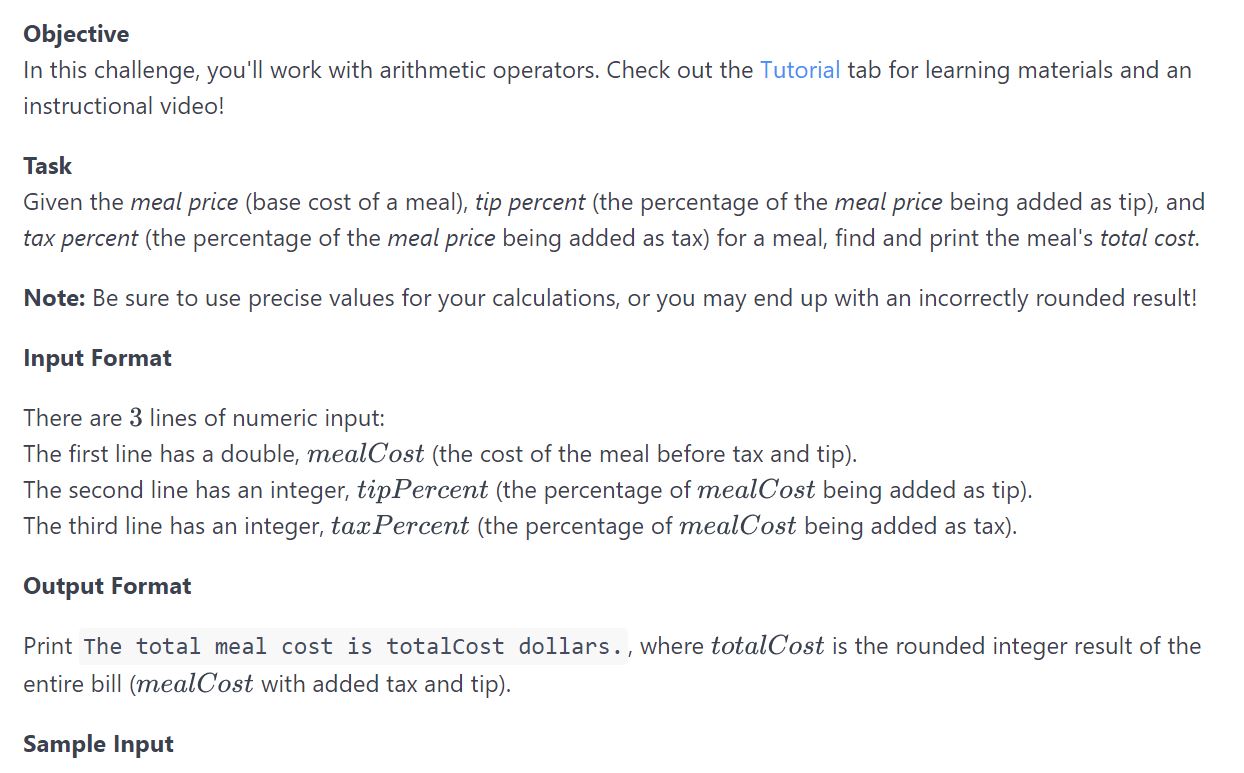 Objective
In this challenge, you'll work with arithmetic operators. Check out the Tutorial tab for learning materials and an
instructional video!
Task
Given the meal price (base cost of a meal), tip percent (the percentage of the meal price being added as tip), and
tax percent (the percentage of the meal price being added as tax) for a meal, find and print the meal's total cost.
Note: Be sure to use precise values for your calculations, or you may end up with an incorrectly rounded result!
Input Format
There are 3 lines of numeric input:
The first line has a double, mealCost (the cost of the meal before tax and tip).
The second line has an integer, tipPercent (the percentage of mealCost being added as tip).
The third line has an integer, taxPercent (the percentage of mealCost being added as tax).
Output Format
Print The total meal cost is totalCost dollars., where totalCost is the rounded integer result of the
entire bill (mealCost with added tax and tip).
Sample Input